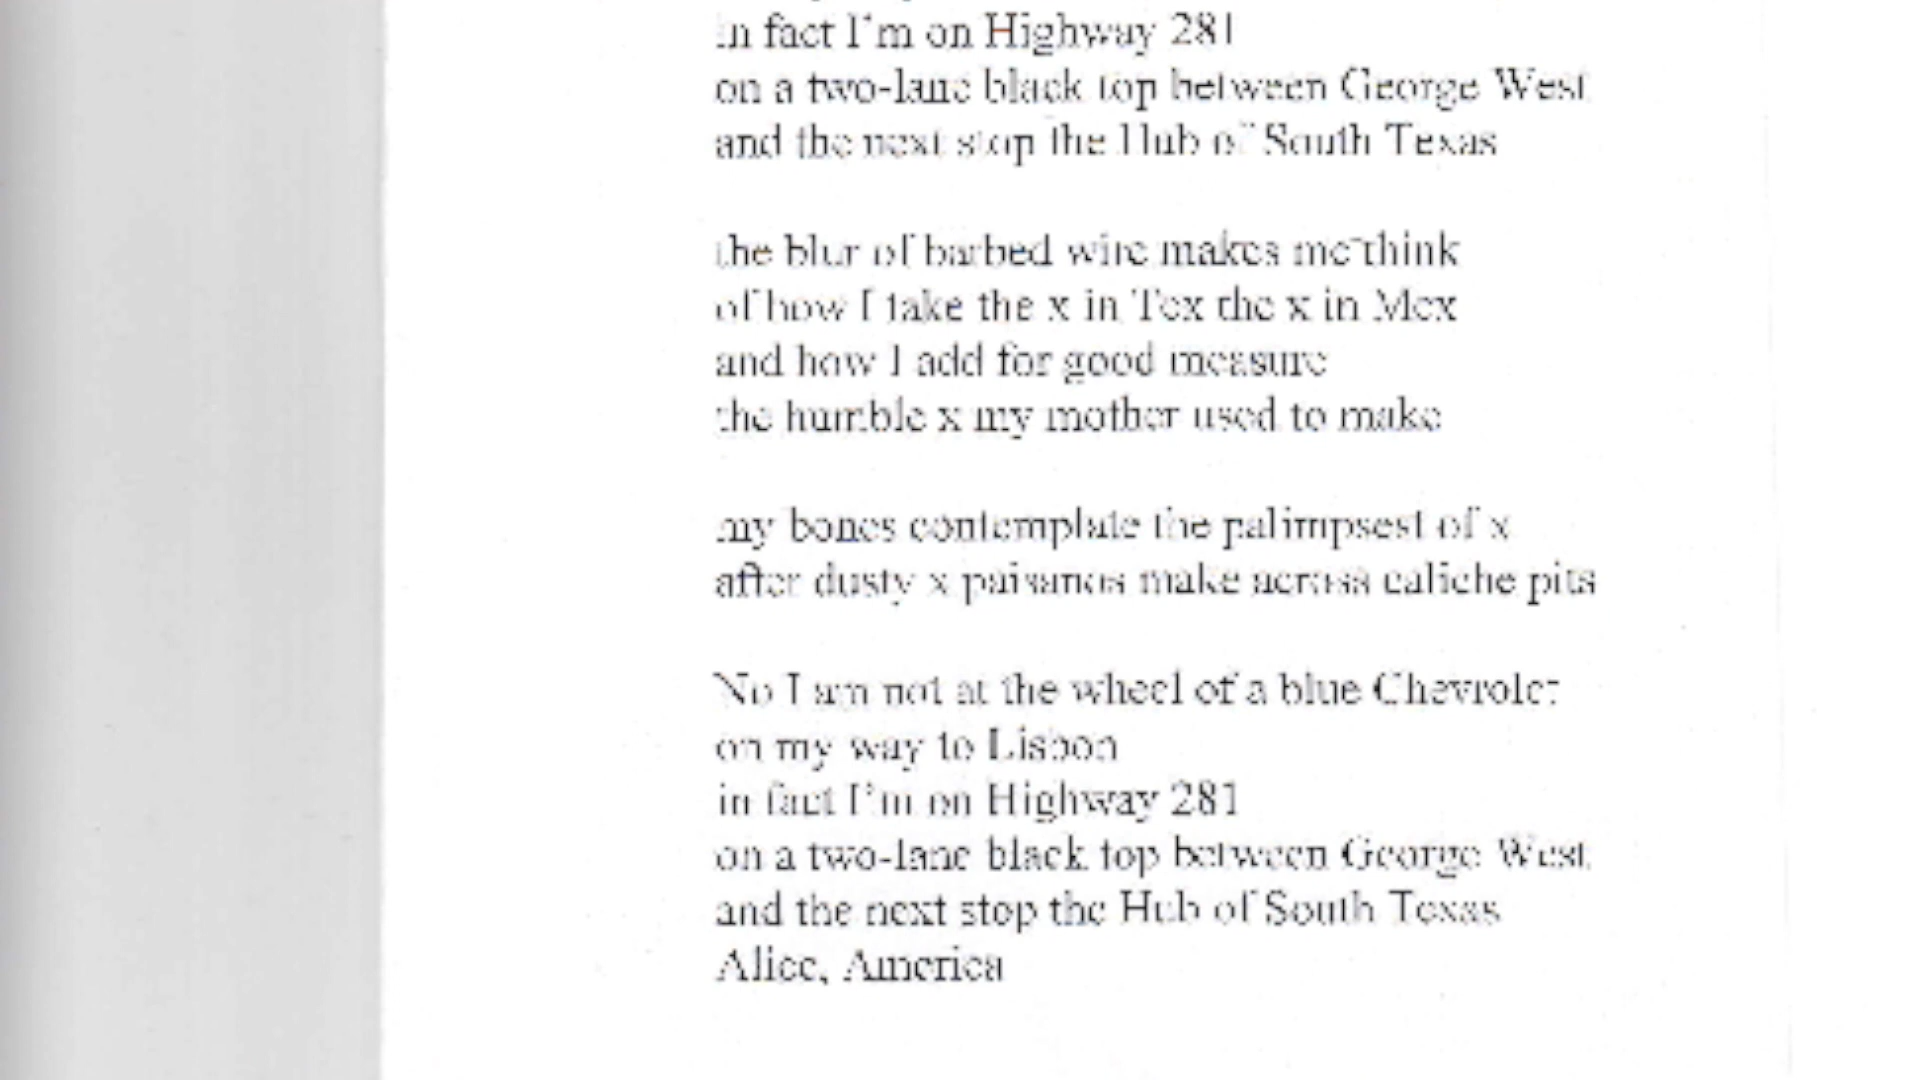 in fact I'm on Highway 281
on a two-lane black top between George West
and the next stop the Hub of South Texas
the blur of barbed wire makes me think
of how I take the x in Tex the x in Mex
and how I add for good measure
the humble x my mother used to make
my bones contemplate the palimpsest of x
after dusty x paisanos make across caliche pits
No I am not at the wheel of a blue Chevrolet
on my way to Lisbon
in fact I'm on Highway 281
on a two-lane black top between George West
and the next stop the Hub of South Texas
Alice, America